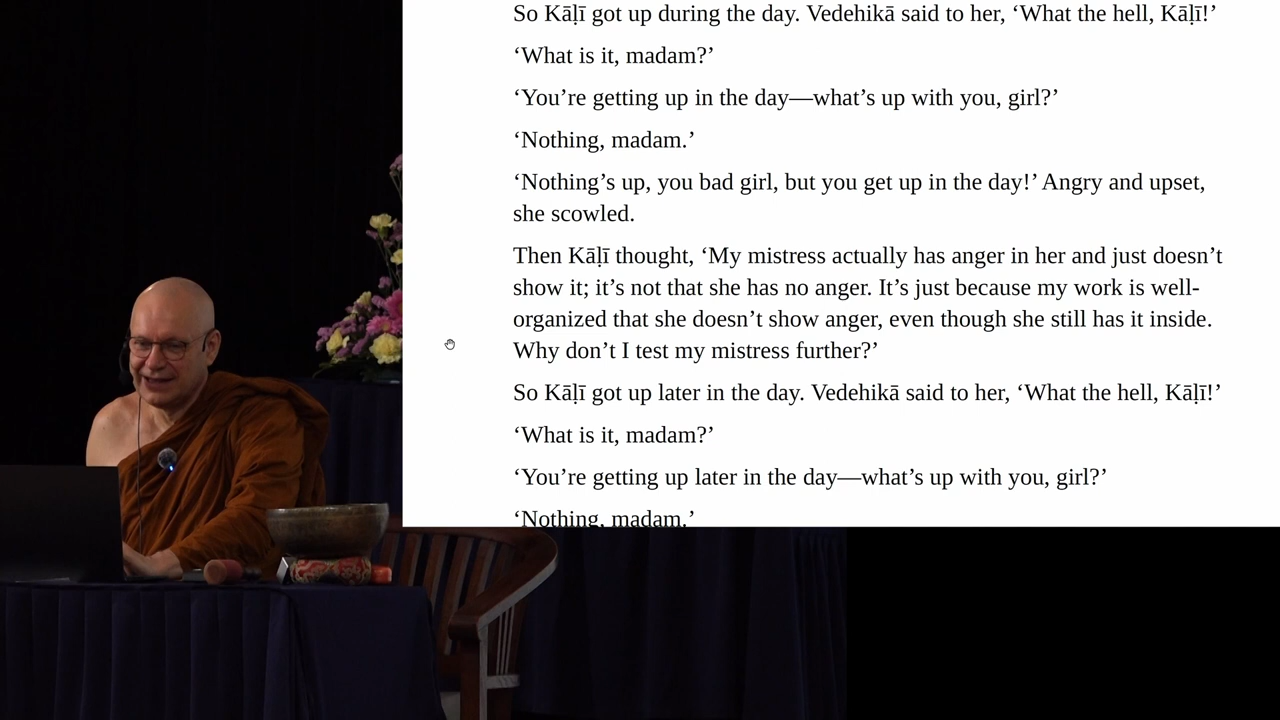 So Kāḷī got up during the day. Vedehikā said to her, ‘What the hell, Kāḷī!’
‘What is it, madam?’
‘You’re getting up in the day—what’s up with you, girl?’
‘Nothing, madam.’
‘Nothing’s up, you bad girl, but you get up in the day!’ Angry and upset,
she scowled.
Then Kāḷī thought, ‘My mistress actually has anger in her and just doesn’t
show it; it’s not that she has no anger. It’s just because my work is well-
organized that she doesn’t show anger, even though she still has it inside.
Why don’t I test my mistress further?’
So Kāḷī got up later in the day. Vedehikā said to her, ‘What the hell, Kāḷī!’
‘What is it, madam?’
‘You’re getting up later in the day—what’s up with you, girl?’
‘Nothing, madam.’